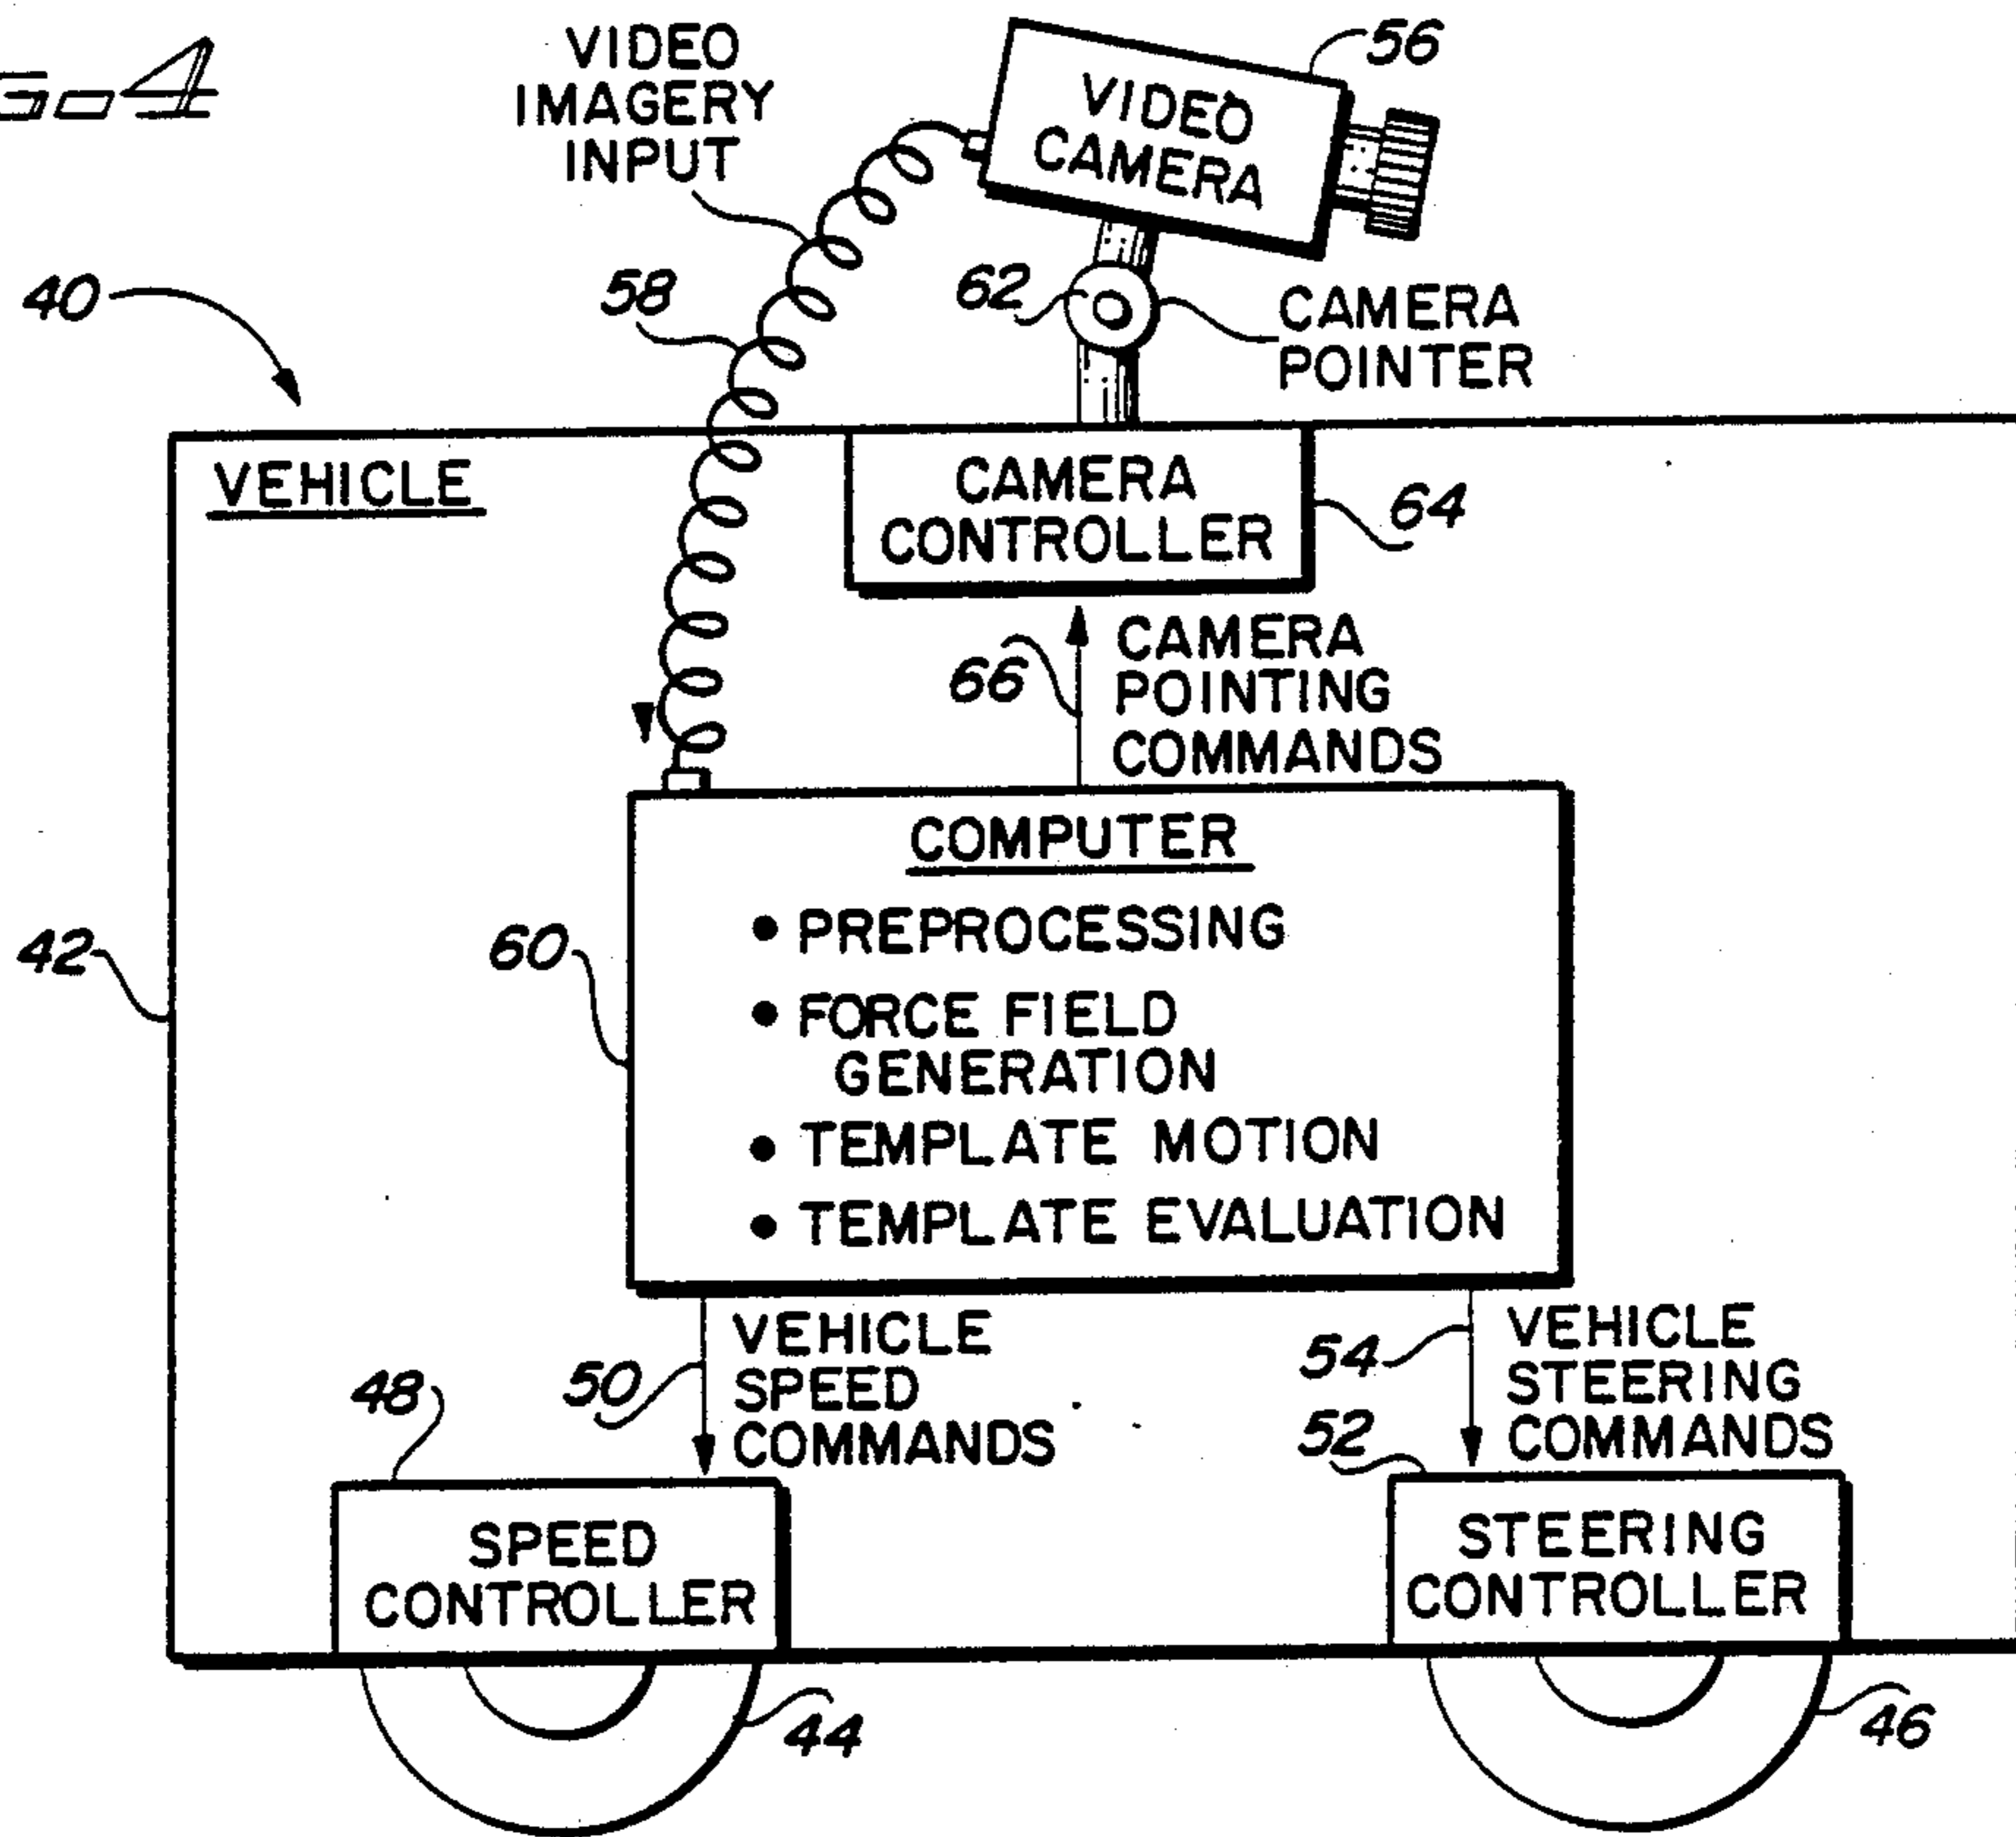 4
VIDEO
IMAGERY
INPUT
56
VIDEO
CAMERA
40
58
62
CAMERA
POINTER
VEHICLE
CAMERA
CONTROLLER
64
66
CAMERA
POINTING
COMMANDS
COMPUTER
42
60
• PREPROCESSING
• FORCE FIELD
GENERATION
• TEMPLATE MOTION
• TEMPLATE EVALUATION
50
VEHICLE
SPEED
COMMANDS
54
VEHICLE
STEERING
COMMANDS
48
52
SPEED
CONTROLLER
STEERING
CONTROLLER
44
46